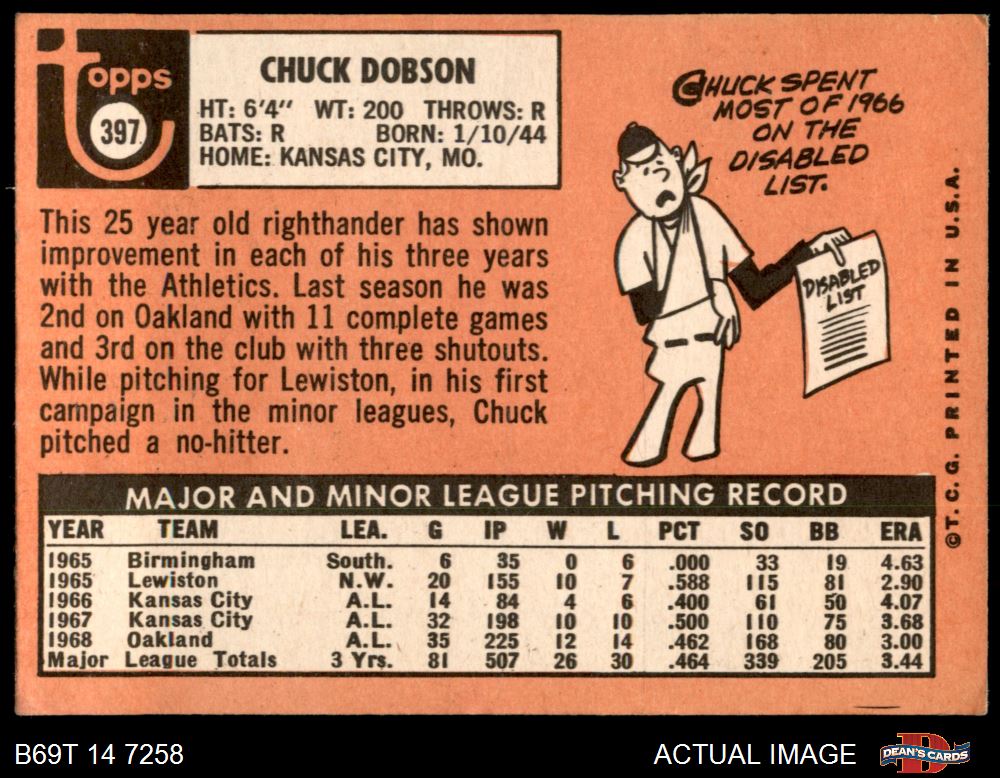 Topps
397
CHUCK DOBSON
HT: 6'4" WT: 200 THROWS: R
BATS: R BORN: 1/10/44
HOME: KANSAS CITY, MO.
This 25 year old righthander has shown
improvement in each of his three years
with the Athletics. Last season he was
2nd on Oakland with 11 complete games
and 3rd on the club with three shutouts.
While pitching for Lewiston, in his first
campaign in the minor leagues, Chuck
pitched a no-hitter.
CHUCK SPENT
MOST OF 1966
ON THE
DISABLED
LIST.
DISABLED
LIST
©T.C.G. PRINTED IN U.S.A.
MAJOR AND MINOR LEAGUE PITCHING RECORD
YEAR TEAM LEA. G IP W L PCT SO BB ERA
1965 Birmingham South. 6 35 0 6 .000 33 19 4.63
1965 Lewiston N.W. 20 155 10 7 .588 115 81 2.90
1966 Kansas City A.L. 14 84 4 6 .400 61 50 4.07
1967 Kansas City A.L. 32 198 10 10 .500 110 75 3.68
1968 Oakland A.L. 35 225 12 14 .462 168 80 3.00
Major League Totals 3 Yrs. 81 507 26 30 .464 339 205 3.44
B69T 14 7258
ACTUAL IMAGE
DEAN'S CARDS